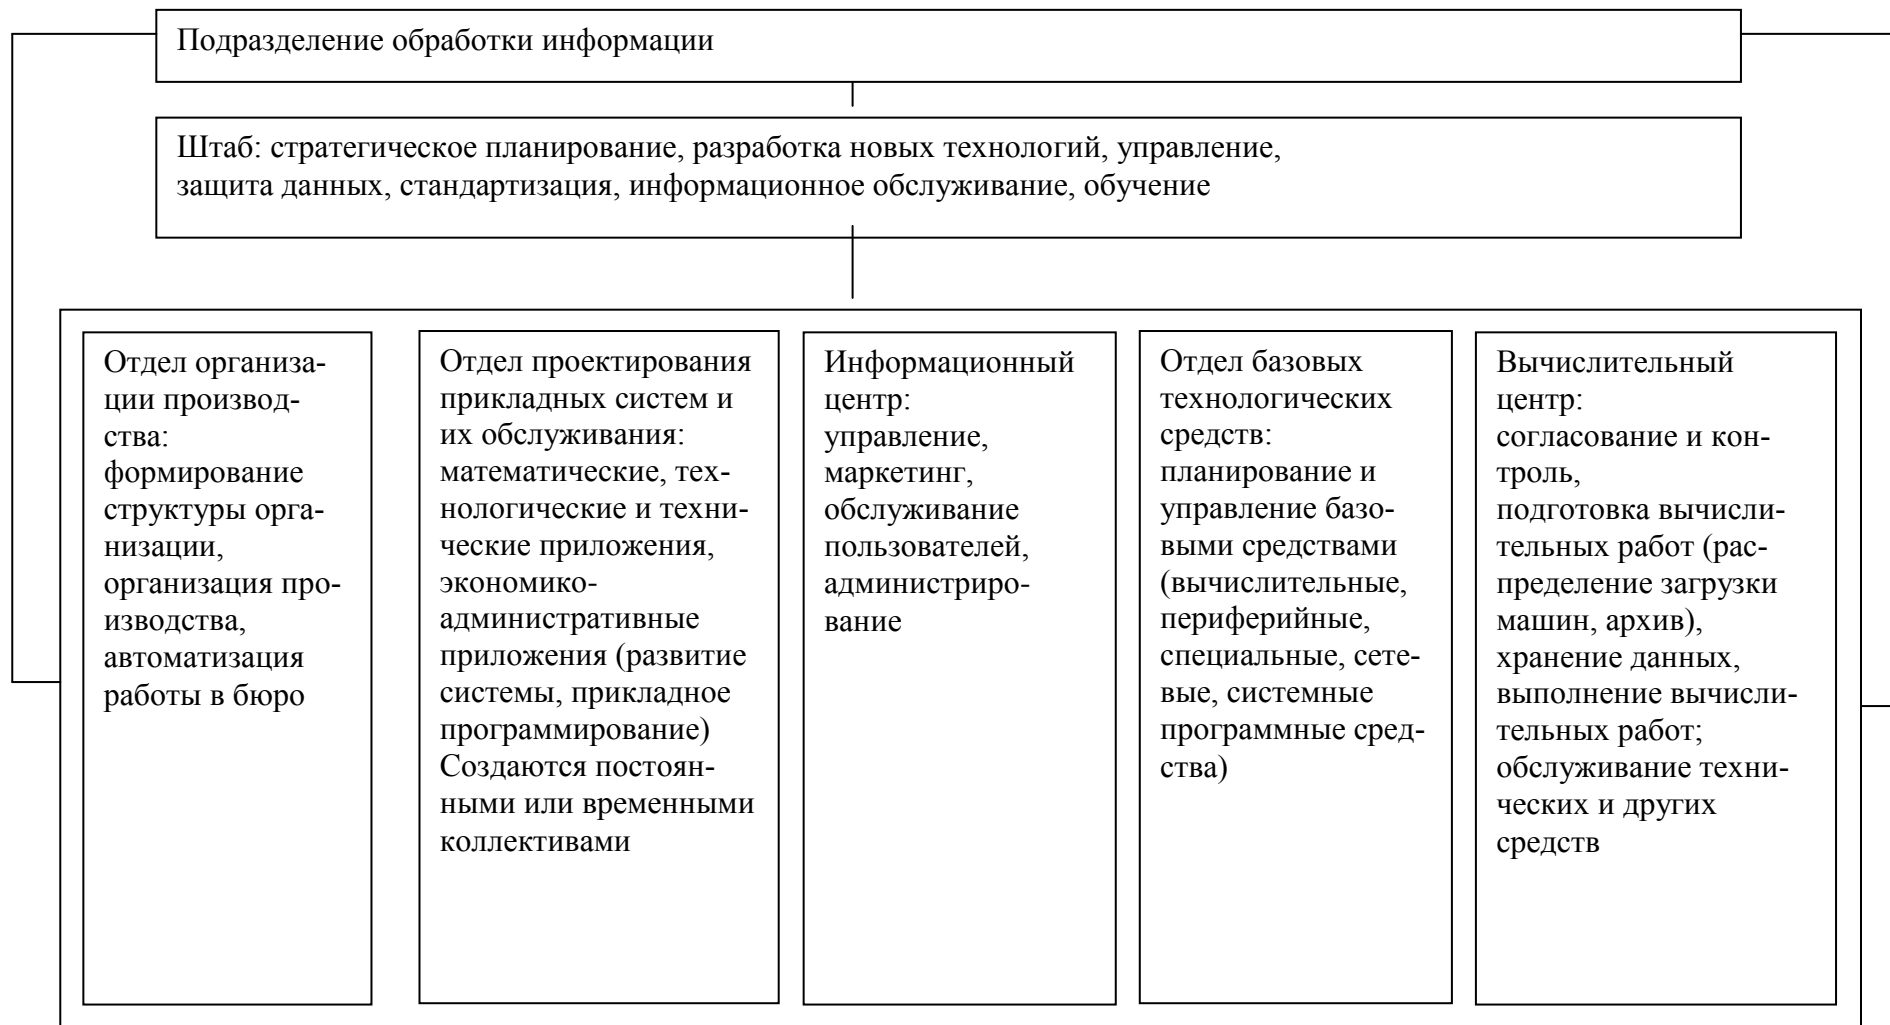 Подразделение обработки информации
Штаб: стратегическое планирование, разработка новых технологий, управление,
защита данных, стандартизация, информационное обслуживание, обучение
Отдел организа-
ции производ-
ства:
формирование
структуры орга-
низации,
организация про-
изводства,
автоматизация
работы в бюро
Отдел проектирования
прикладных систем и
их обслуживания:
математические, тех-
нологические и техни-
ческие приложения,
экономико-
административные
приложения (развитие
системы, прикладное
программирование)
Создаются постоян-
ными или временными
коллективами
Информационный
центр:
управление,
маркетинг,
обслуживание
пользователей,
администриро-
вание
Отдел базовых
технологических
средств:
планирование и
управление базо-
выми средствами
(вычислительные,
периферийные,
специальные, сете-
вые, системные
программные сред-
ства)
Вычислительный
центр:
согласование и кон-
троль,
подготовка вычисли-
тельных работ (рас-
пределение загрузки
машин, архив),
хранение данных,
выполнение вычисли-
тельных работ;
обслуживание техни-
ческих и других
средств